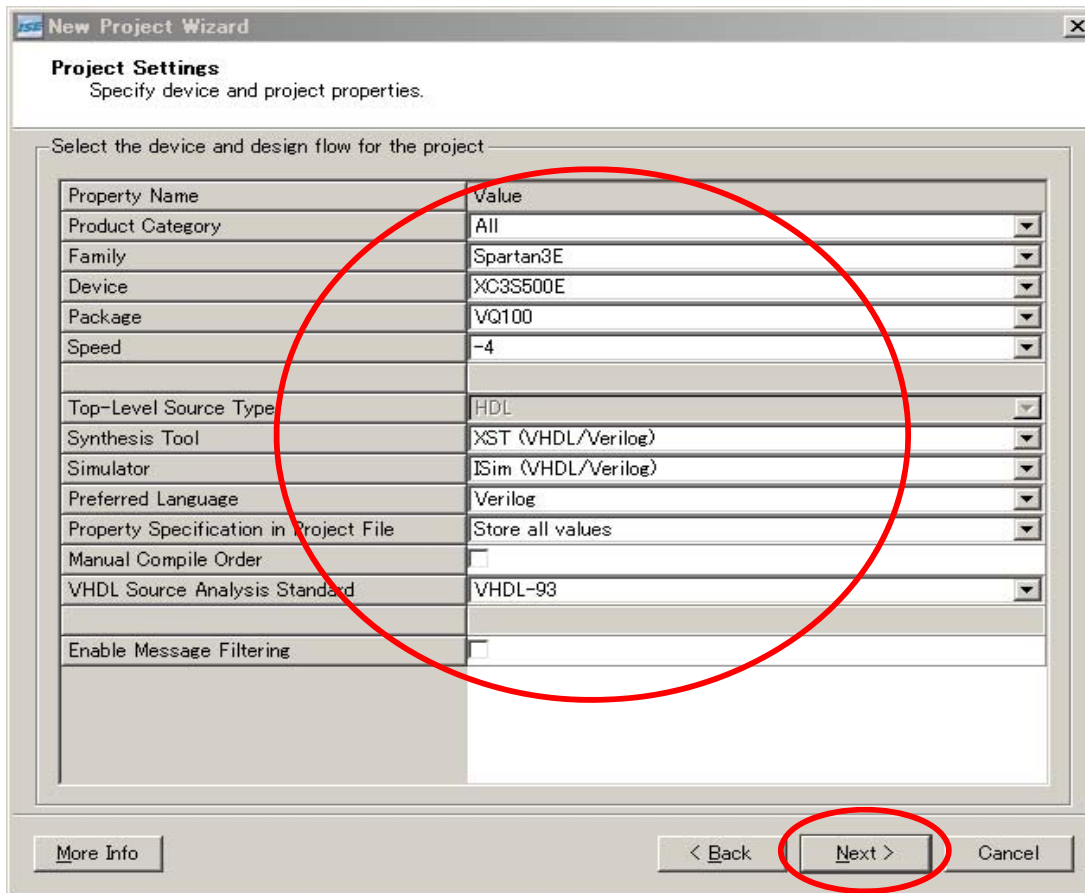 ISE New Project Wizard
Project Settings
Specify device and project properties.
Select the device and design flow for the project
Property Name Value
Product Category All
Family Spartan3E
Device XC3S500E
Package VQ100
Speed -4
Top-Level Source Type HDL
Synthesis Tool XST (VHDL/Verilog)
Simulator ISim (VHDL/Verilog)
Preferred Language Verilog
Property Specification in Project File Store all values
Manual Compile Order
VHDL Source Analysis Standard VHDL-93
Enable Message Filtering
More Info < Back Next > Cancel